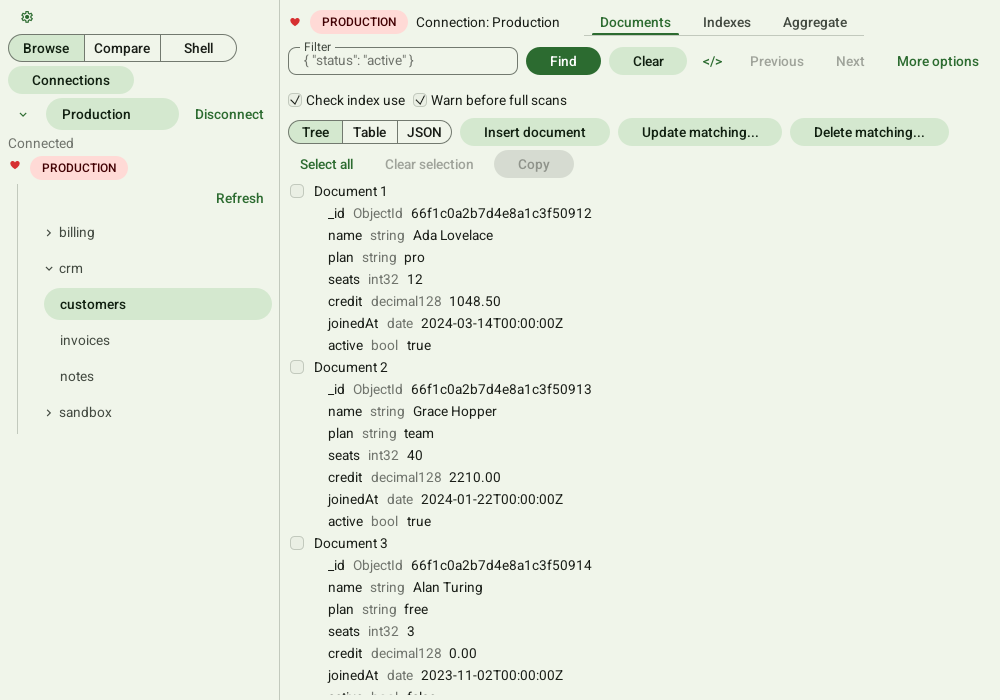 Browse Compare Shell
Connections
Production Disconnect
Connected
PRODUCTION
Refresh
billing
crm
customers
invoices
notes
sandbox
PRODUCTION Connection: Production Documents Indexes Aggregate
Filter
{ "status": "active" } Find Clear </> Previous Next More options
Check index use Warn before full scans
Tree Table JSON Insert document Update matching... Delete matching...
Select all Clear selection Copy
Document 1
_id ObjectId 66f1c0a2b7d4e8a1c3f50912
name string Ada Lovelace
plan string pro
seats int32 12
credit decimal128 1048.50
joinedAt date 2024-03-14T00:00:00Z
active bool true
Document 2
_id ObjectId 66f1c0a2b7d4e8a1c3f50913
name string Grace Hopper
plan string team
seats int32 40
credit decimal128 2210.00
joinedAt date 2024-01-22T00:00:00Z
active bool true
Document 3
_id ObjectId 66f1c0a2b7d4e8a1c3f50914
name string Alan Turing
plan string free
seats int32 3
credit decimal128 0.00
joinedAt date 2023-11-02T00:00:00Z